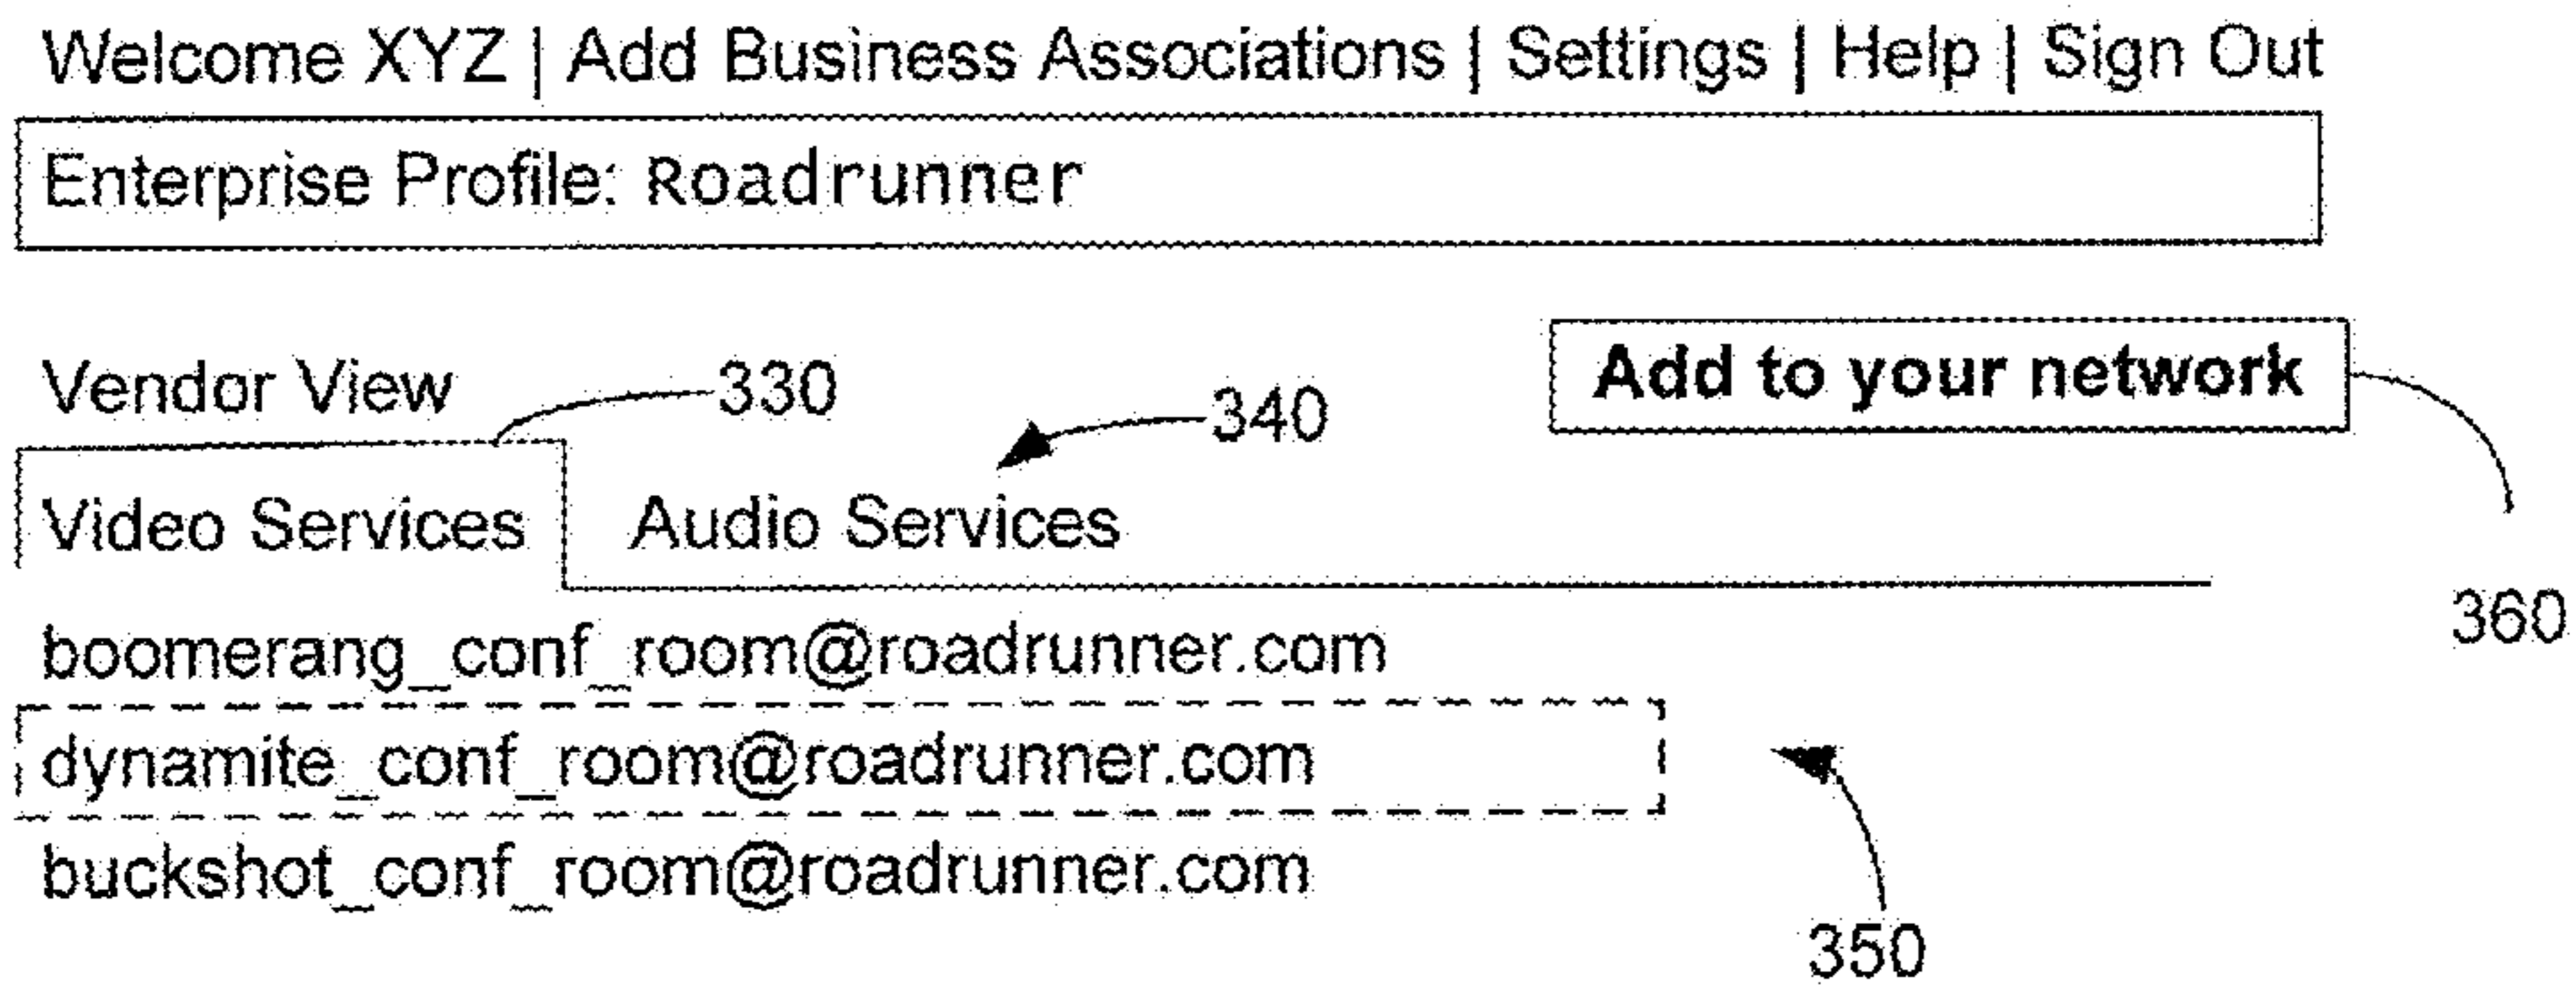 Welcome XYZ | Add Business Associations | Settings | Help | Sign Out
Enterprise Profile: Roadrunner
Add to your network
Vendor View
330
340
Video Services
Audio Services
360
boomerang_conf_room@roadrunner.com
dynamite_conf_room@roadrunner.com
buckshot_conf_room@roadrunner.com
350